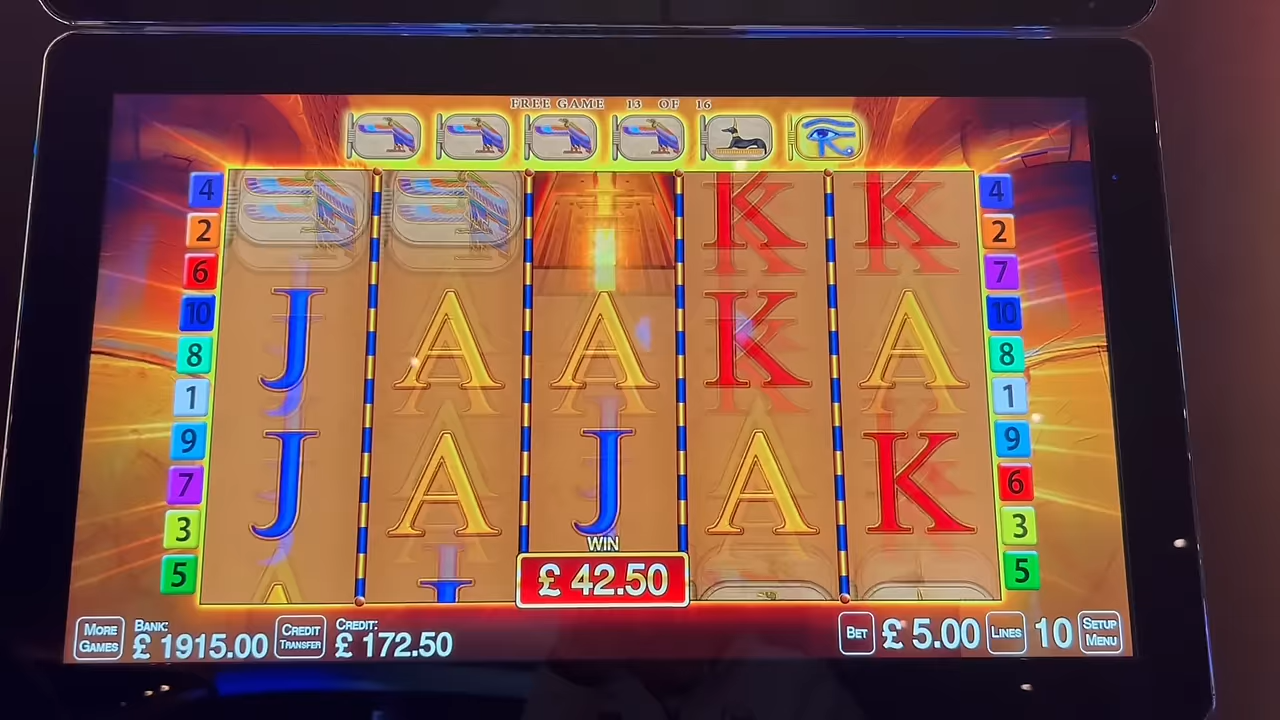 FREE GAME 13 OF 16
4 K K 4
2 2
6 7
10 J A A K A 10
8 8
1 1
9 J A J A K 9
7 6
3 3
WIN
5 £ 42.50 5
MORE GAMES BANK: £ 1915.00 CREDIT TRANSFER CREDIT: £ 172.50 BET £ 5.00 LINES 10 SETUP MENU